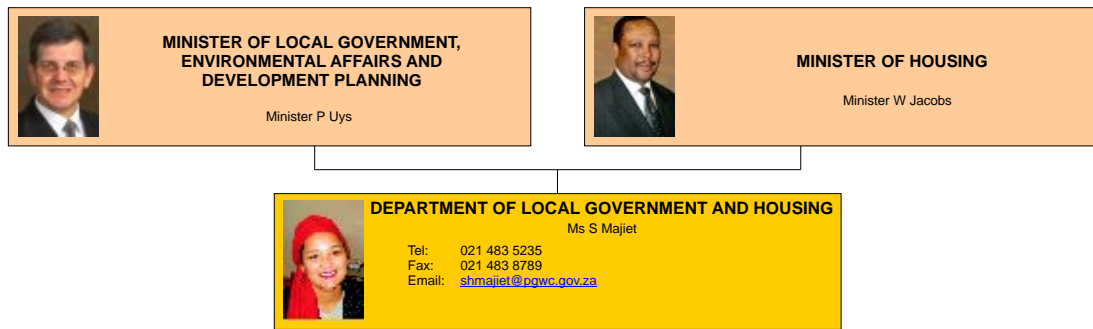 MINISTER OF LOCAL GOVERNMENT,
ENVIRONMENTAL AFFAIRS AND
DEVELOPMENT PLANNING
Minister P Uys
MINISTER OF HOUSING
Minister W Jacobs
DEPARTMENT OF LOCAL GOVERNMENT AND HOUSING
Ms S Majiet
Tel: 021 483 5235
Fax: 021 483 8789
Email: shmajiet@pgwc.gov.za